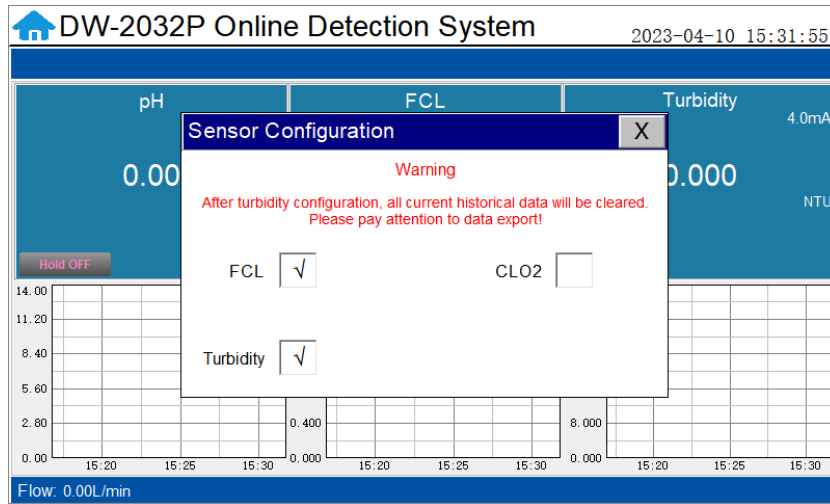 DW-2032P Online Detection System
2023-04-10 15:31:55
pH
FCL
Turbidity
4.0mA
Sensor Configuration
X
Warning
0.00
0.000
After turbidity configuration, all current historical data will be cleared.
Please pay attention to data export!
NTU
Hold OFF
FCL √
CLO2
Turbidity √
14.00
11.20
8.40
5.60
2.80
0.00
0.400
0.000
8.000
0.000
15:20 15:25 15:30
15:20 15:25 15:30
15:20 15:25 15:30
Flow: 0.00L/min